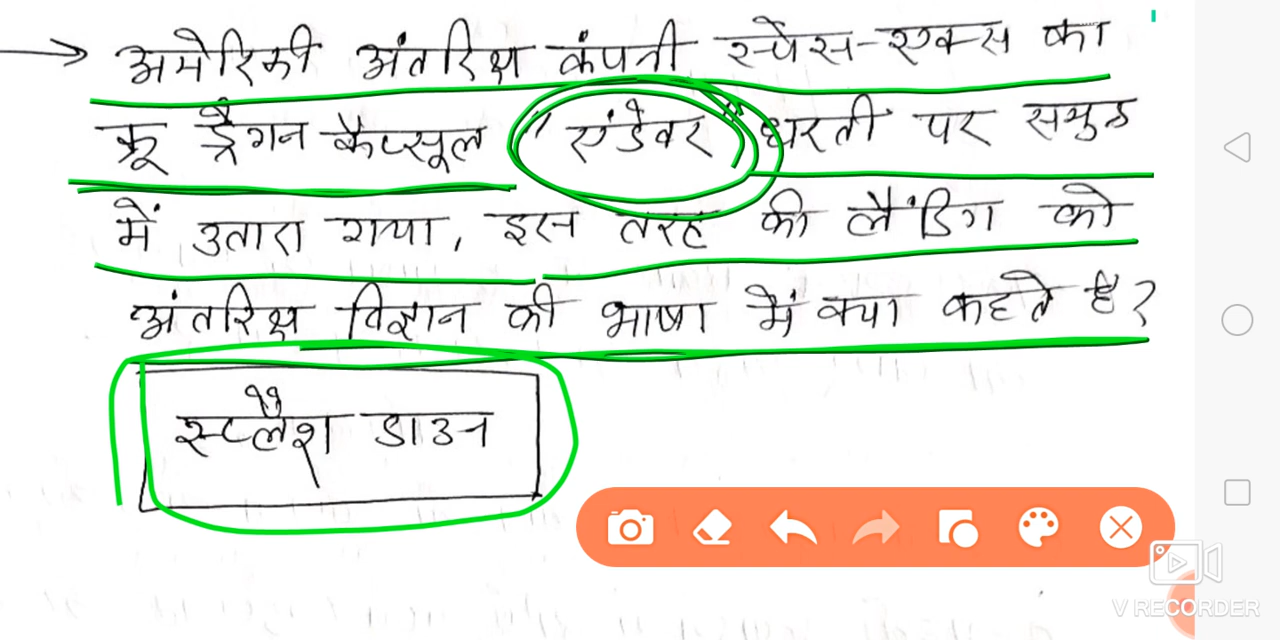 अमेरिकी अंतरिक्ष कंपनी स्पेस-एक्स का
क्रू ड्रैगन कैप्सूल "एंडेवर" धरती पर समुद्र
में उतारा गया, इस तरह की लैंडिंग को
अंतरिक्ष विज्ञान की भाषा में क्या कहते है?
स्प्लैश डाउन
V RECORDER